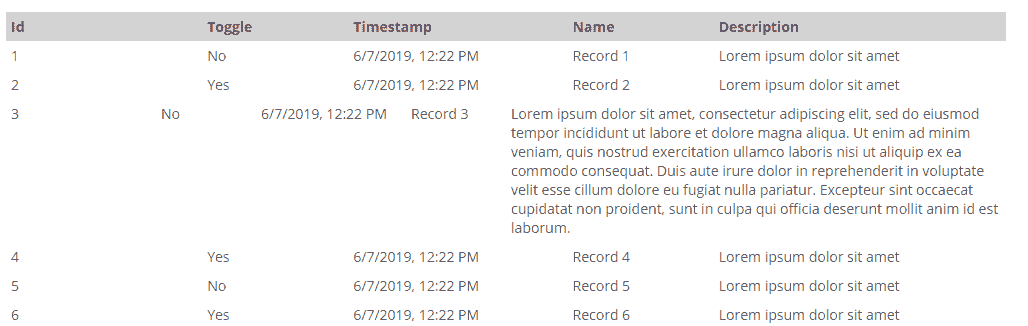 Id Toggle Timestamp Name Description
1 No 6/7/2019, 12:22 PM Record 1 Lorem ipsum dolor sit amet
2 Yes 6/7/2019, 12:22 PM Record 2 Lorem ipsum dolor sit amet
3 No 6/7/2019, 12:22 PM Record 3 Lorem ipsum dolor sit amet, consectetur adipiscing elit, sed do eiusmod
tempor incididunt ut labore et dolore magna aliqua. Ut enim ad minim
veniam, quis nostrud exercitation ullamco laboris nisi ut aliquip ex ea
commodo consequat. Duis aute irure dolor in reprehenderit in voluptate
velit esse cillum dolore eu fugiat nulla pariatur. Excepteur sint occaecat
cupidatat non proident, sunt in culpa qui officia deserunt mollit anim id est
laborum.
4 Yes 6/7/2019, 12:22 PM Record 4 Lorem ipsum dolor sit amet
5 No 6/7/2019, 12:22 PM Record 5 Lorem ipsum dolor sit amet
6 Yes 6/7/2019, 12:22 PM Record 6 Lorem ipsum dolor sit amet